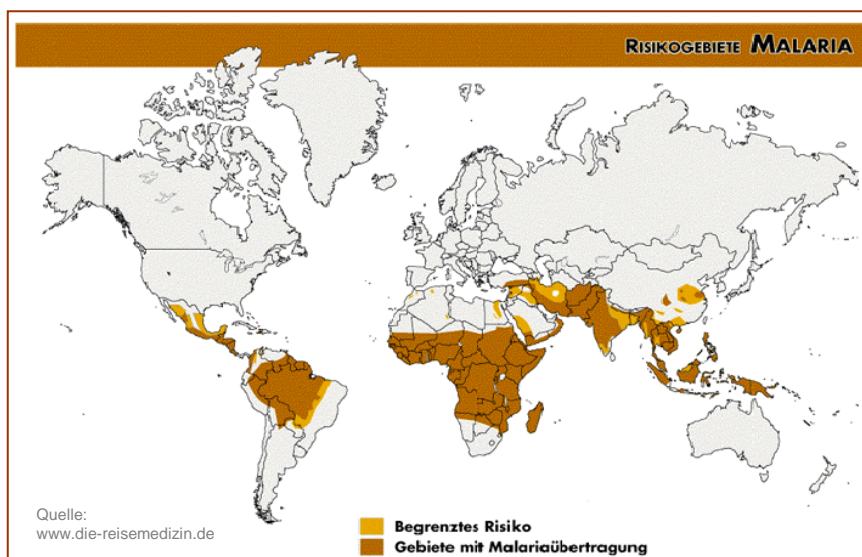 RISIKOGEBIETE MALARIA
Quelle:
www.die-reisemedizin.de
Begrenztes Risiko
Gebiete mit Malariaübertragung